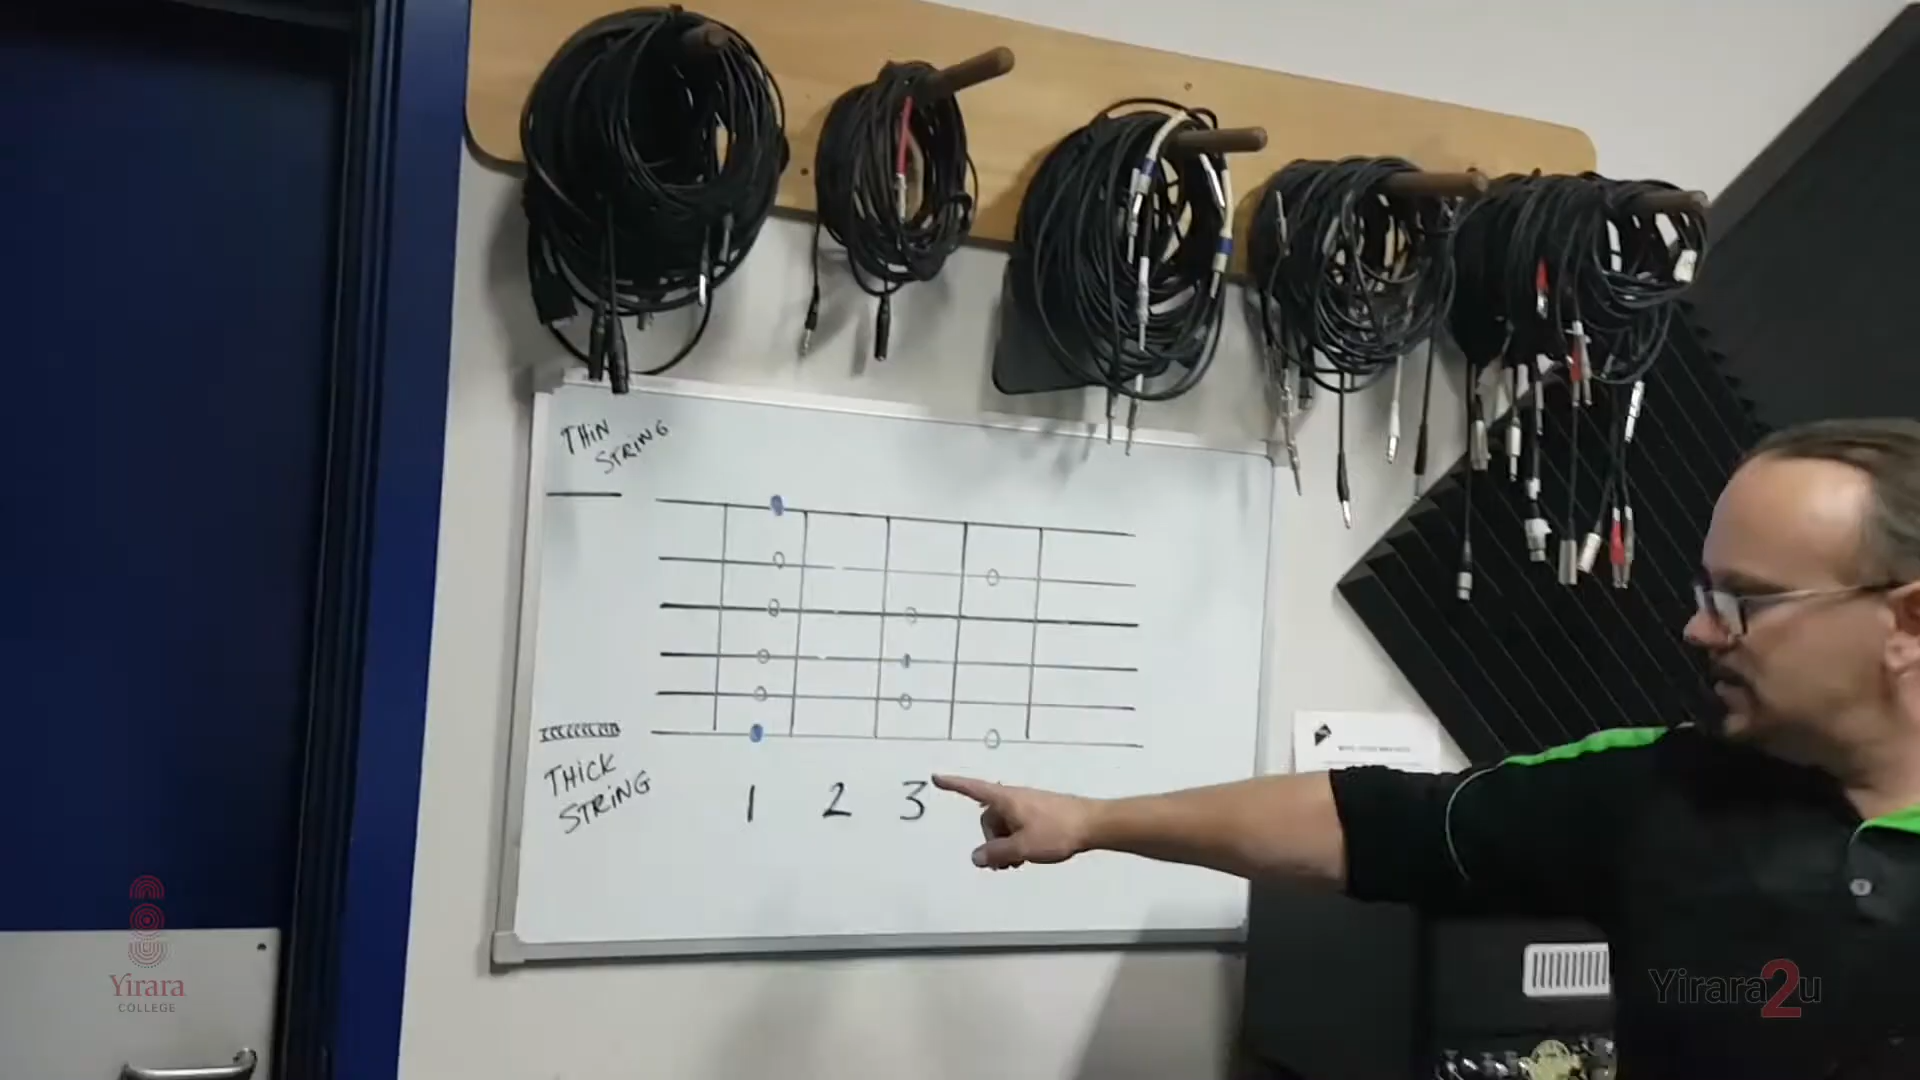 THIN
STRING
THICK
STRING
1 2 3
Yirara
COLLEGE
Yirara2u